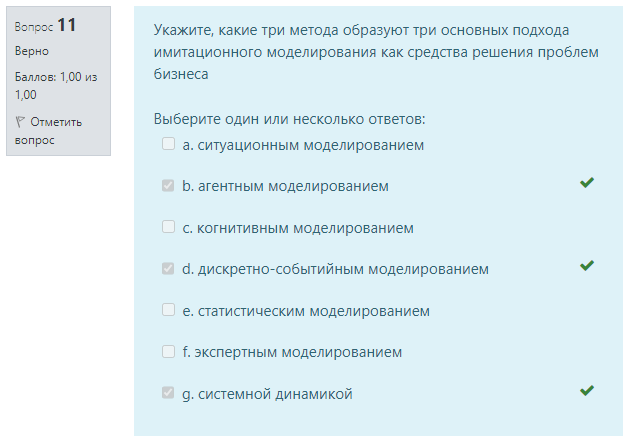 Вопрос 11
Верно
Баллов: 1,00 из
1,00
Отметить
вопрос
Укажите, какие три метода образуют три основных подхода
имитационного моделирования как средства решения проблем
бизнеса
Выберите один или несколько ответов:
a. ситуационным моделированием
b. агентным моделированием
c. когнитивным моделированием
d. дискретно-событийным моделированием
e. статистическим моделированием
f. экспертным моделированием
g. системной динамикой